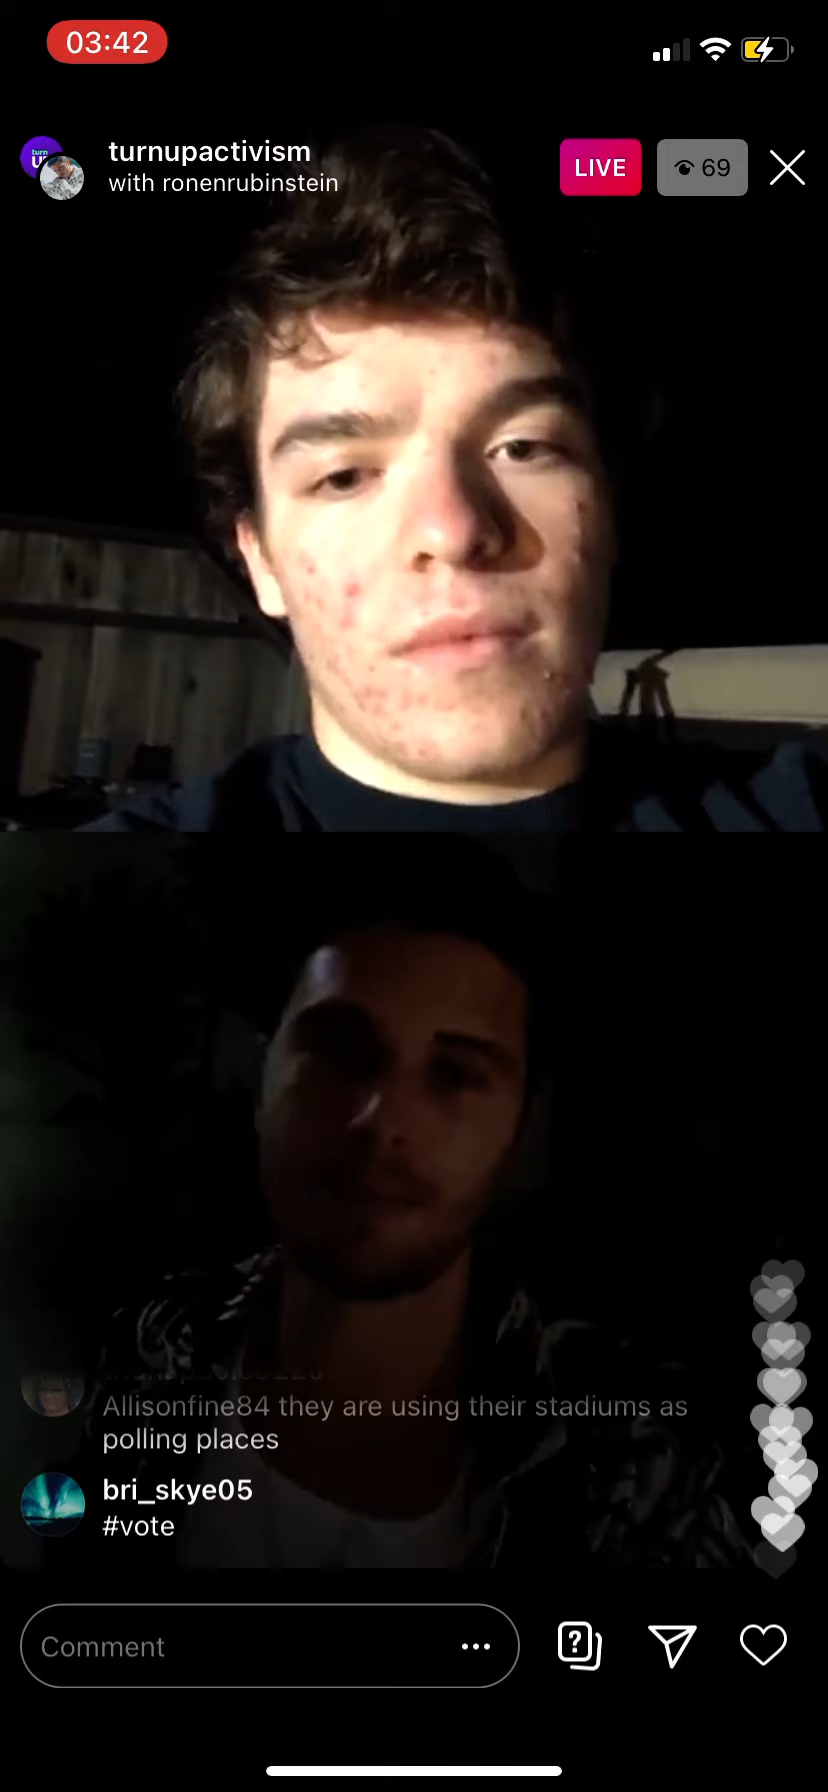 03:42
turn
U
turnupactivism
with ronenrubinstein
LIVE
69
Allisonfine84 they are using their stadiums as
polling places
bri_skye05
#vote
Comment